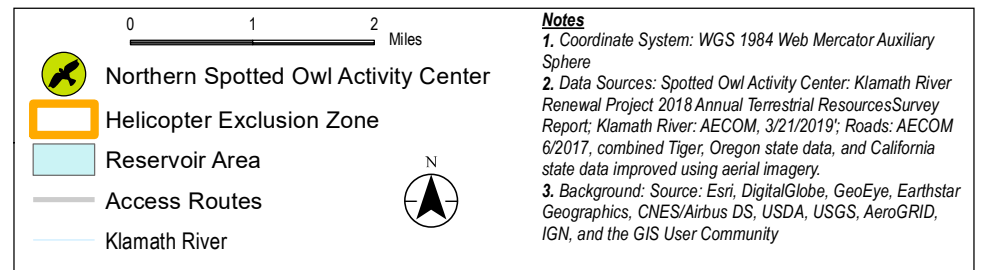 0 1 2
Miles
Northern Spotted Owl Activity Center
Helicopter Exclusion Zone
Reservoir Area
Access Routes
Klamath River
N
Notes
1. Coordinate System: WGS 1984 Web Mercator Auxiliary
Sphere
2. Data Sources: Spotted Owl Activity Center: Klamath River
Renewal Project 2018 Annual Terrestrial ResourcesSurvey
Report; Klamath River: AECOM, 3/21/2019'; Roads: AECOM
6/2017, combined Tiger, Oregon state data, and California
state data improved using aerial imagery.
3. Background: Source: Esri, DigitalGlobe, GeoEye, Earthstar
Geographics, CNES/Airbus DS, USDA, USGS, AeroGRID,
IGN, and the GIS User Community